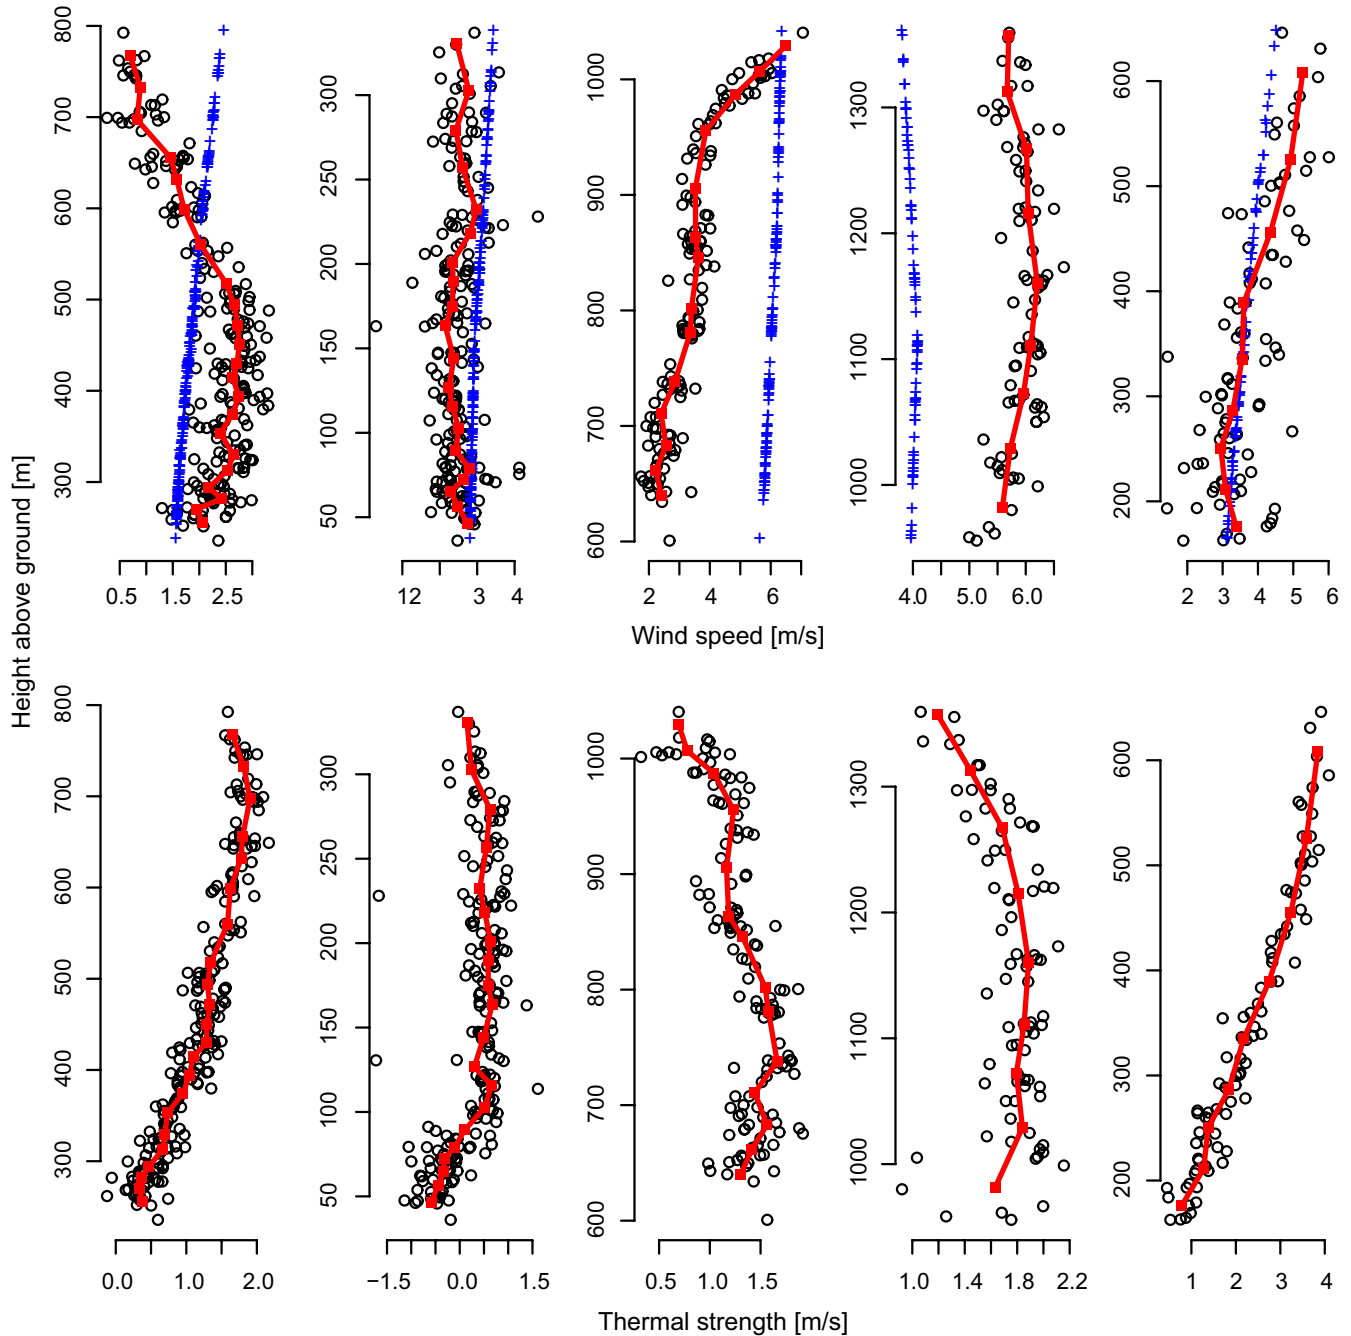 Height above ground [m]
300 400 500 600 700 800
0.5 1.5 2.5
50 100 150 200 250 300
12 3 4
600 700 800 900 1000
2 4 6
1000 1100 1200 1300
4.0 5.0 6.0
200 300 400 500 600
2 3 4 5 6
Wind speed [m/s]
300 400 500 600 700 800
0.0 1.0 2.0
50 100 150 200 250 300
−1.5 0.0 1.5
600 700 800 900 1000
0.5 1.0 1.5
1000 1100 1200 1300
1.0 1.4 1.8 2.2
200 300 400 500 600
1 2 3 4
Thermal strength [m/s]